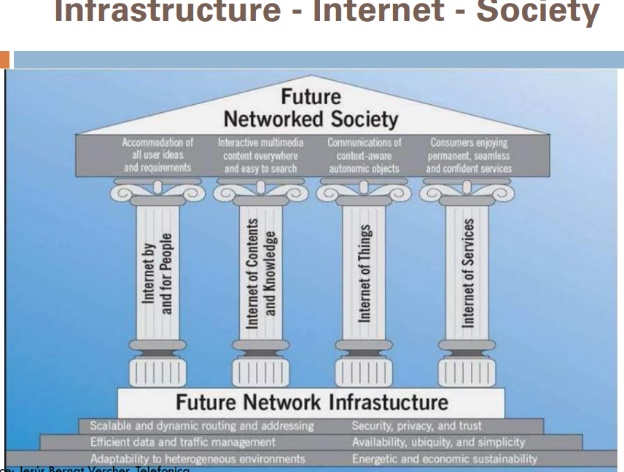 Infrastructure - Internet - Society
Future
Networked Society
Accommodation of
all user ideas
and requirements
Interactive multimedia
content everywhere
and easy to search
Communications of
context-aware
autonomic objects
Consumers enjoying
permanent, seamless
and confident services
Internet by
and for People
Internet of Contents
and Knowledge
Internet of Things
Internet of Services
Future Network Infrastucture
Scalable and dynamic routing and addressing
Security, privacy, and trust
Efficient data and traffic management
Availability, ubiquity, and simplicity
Adaptability to heterogeneous environments
Energetic and economic sustainability
Jesús Bernat Vercher, Telefonica